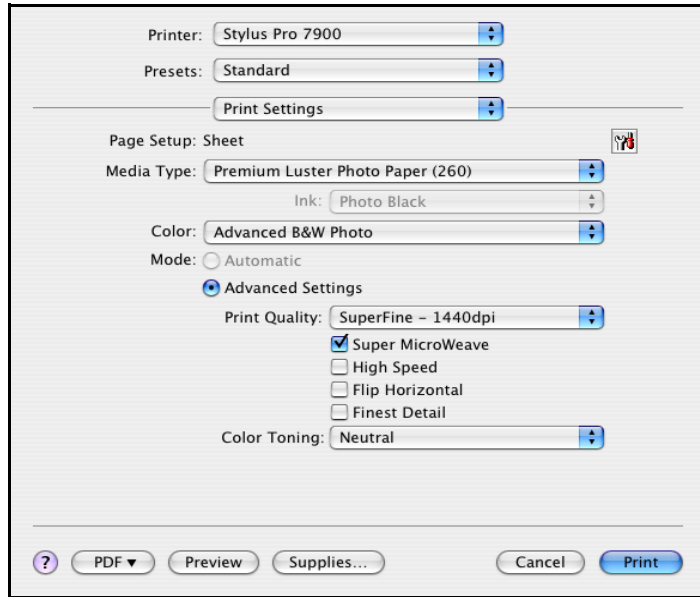 Printer: Stylus Pro 7900
Presets: Standard
Print Settings
Page Setup: Sheet
Media Type: Premium Luster Photo Paper (260)
Ink: Photo Black
Color: Advanced B&W Photo
Mode: Automatic
Advanced Settings
Print Quality: SuperFine – 1440dpi
Super MicroWeave
High Speed
Flip Horizontal
Finest Detail
Color Toning: Neutral
? PDF ▼ Preview Supplies... Cancel Print